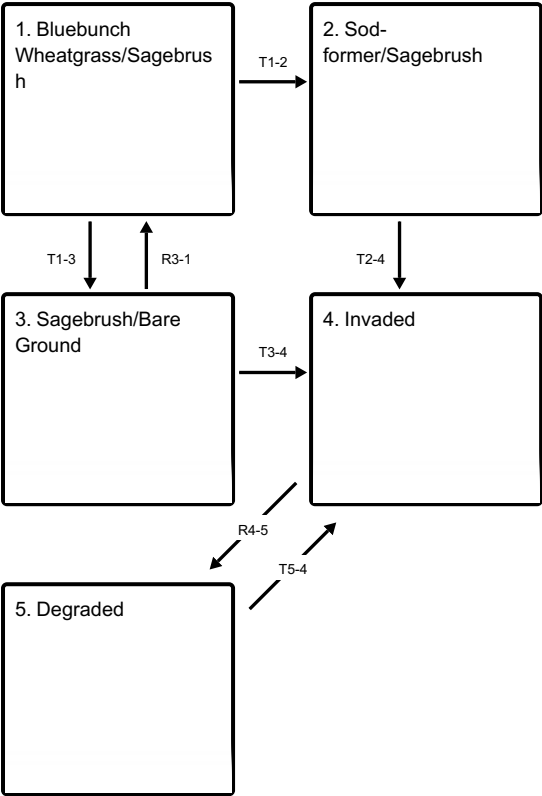 1. Bluebunch
Wheatgrass/Sagebrus
h
2. Sod-
former/Sagebrush
T1-2
T1-3
R3-1
T2-4
3. Sagebrush/Bare
Ground
4. Invaded
T3-4
R4-5
T5-4
5. Degraded